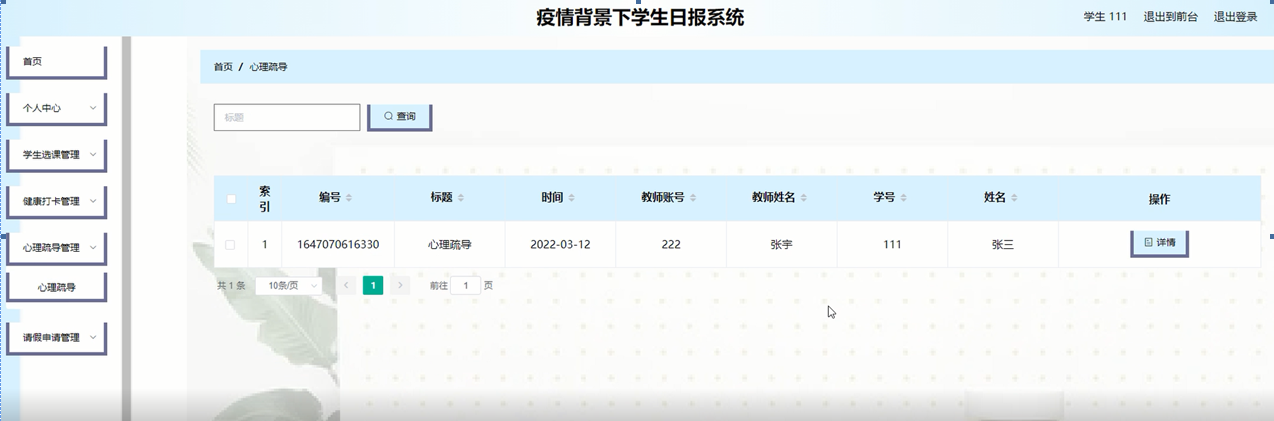 疫情背景下学生日报系统
学生 111 退出到前台 退出登录
首页
个人中心
学生选课管理
健康打卡管理
心理疏导管理
心理疏导
请假申请管理
首页 / 心理疏导
标题 查询
索引 编号 标题 时间 教师账号 教师姓名 学号 姓名 操作
1 1647070616330 心理疏导 2022-03-12 222 张宇 111 张三 详情
共 1 条 10条/页 1 前往 1 页